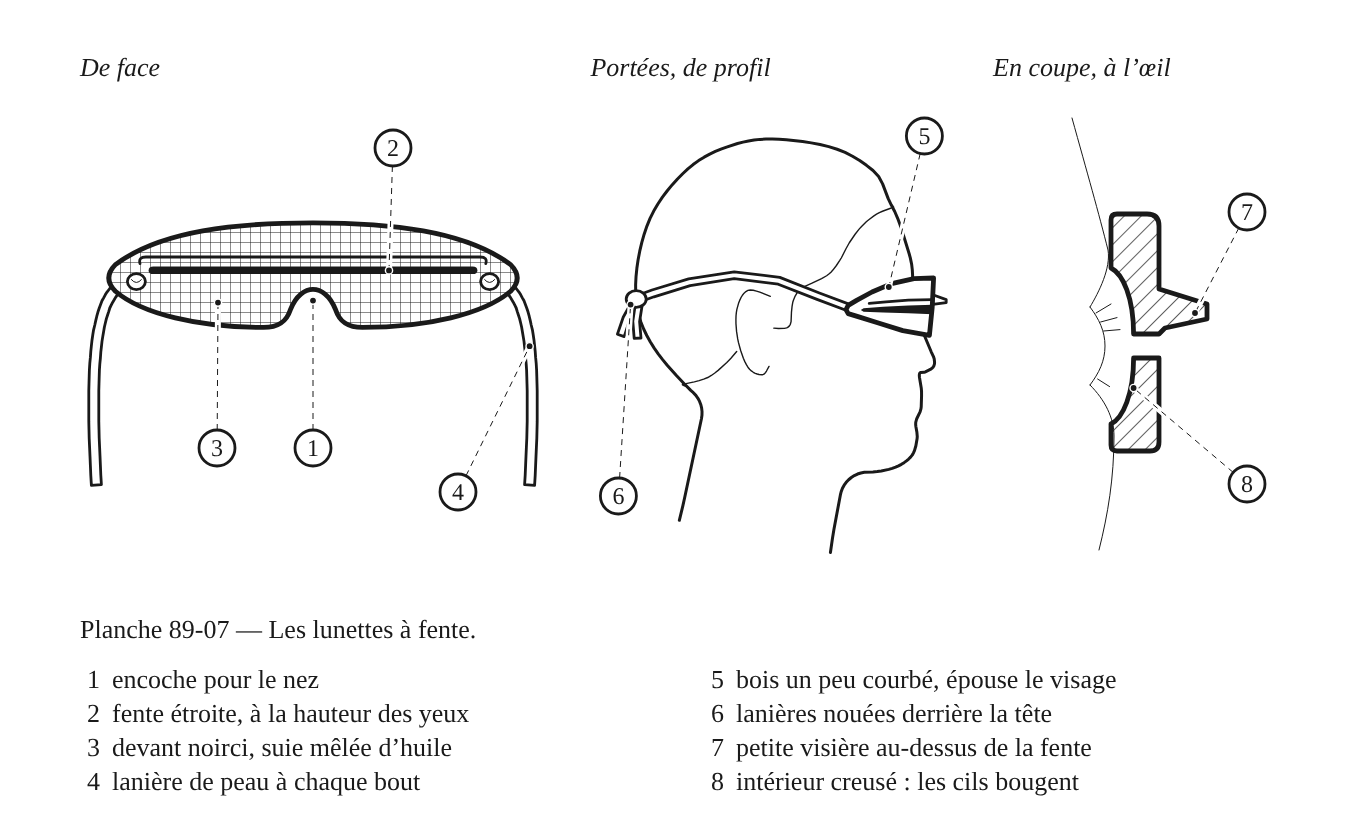 De face
Portées, de profil
En coupe, à l’œil
2
5
7
3
1
4
6
8
Planche 89-07 — Les lunettes à fente.
1 encoche pour le nez
2 fente étroite, à la hauteur des yeux
3 devant noirci, suie mêlée d’huile
4 lanière de peau à chaque bout
5 bois un peu courbé, épouse le visage
6 lanières nouées derrière la tête
7 petite visière au-dessus de la fente
8 intérieur creusé : les cils bougent